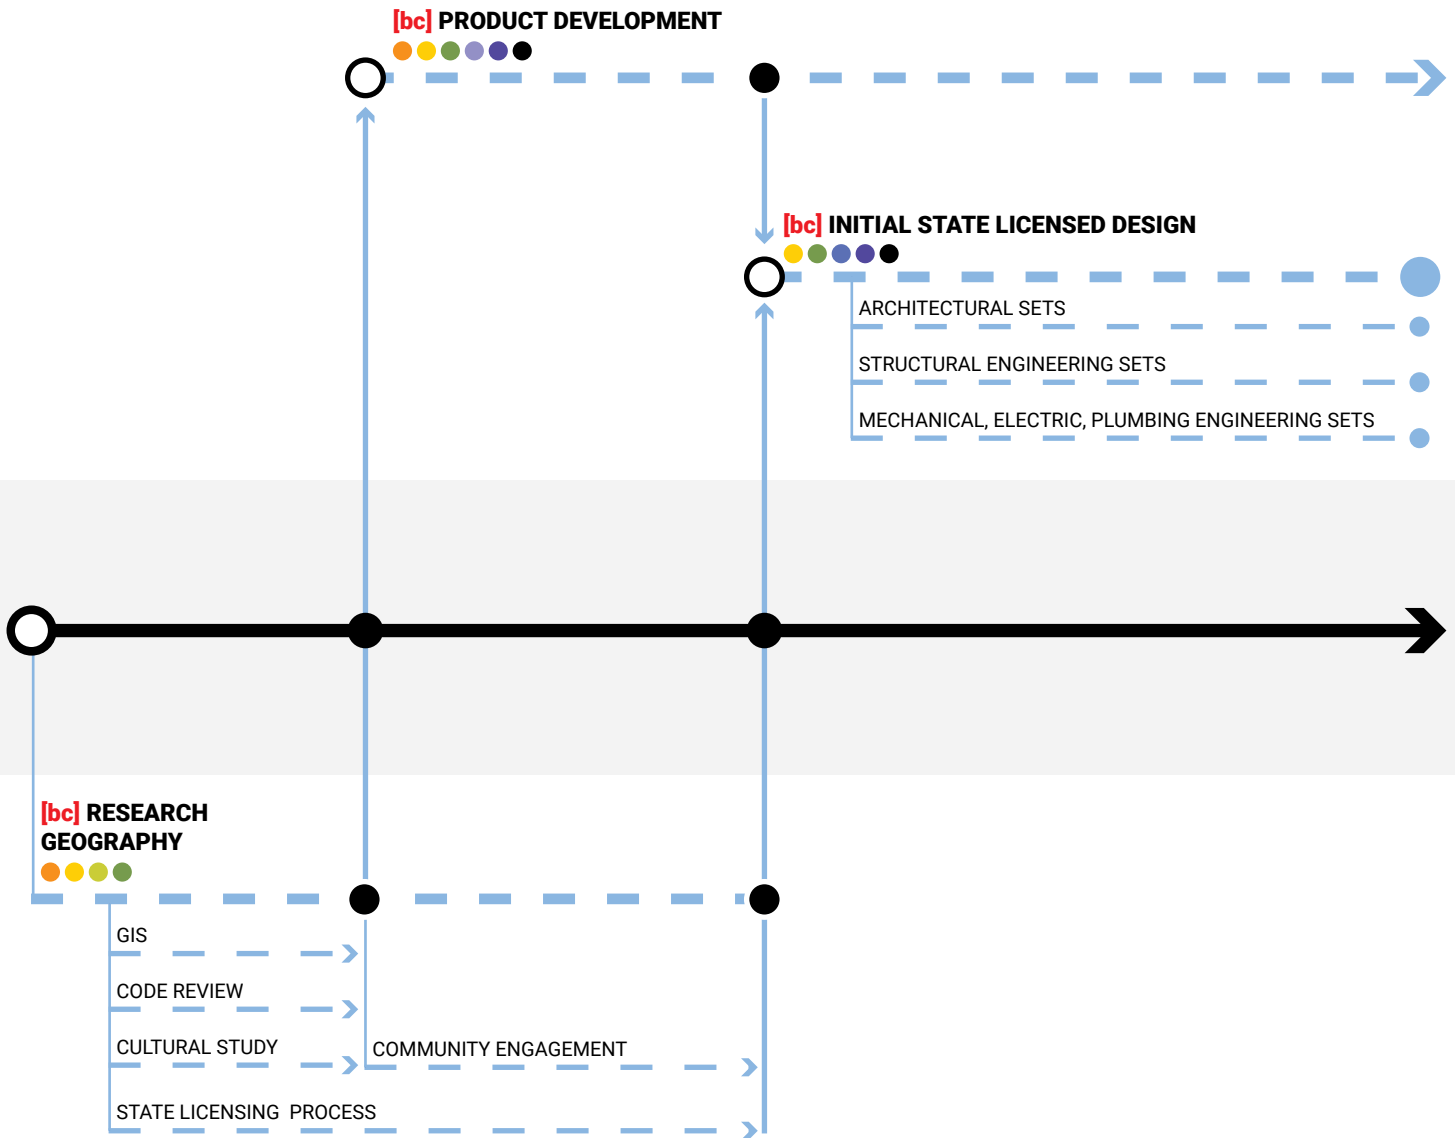 [bc] PRODUCT DEVELOPMENT
[bc] INITIAL STATE LICENSED DESIGN
ARCHITECTURAL SETS
STRUCTURAL ENGINEERING SETS
MECHANICAL, ELECTRIC, PLUMBING ENGINEERING SETS
[bc] RESEARCH
GEOGRAPHY
GIS
CODE REVIEW
CULTURAL STUDY
COMMUNITY ENGAGEMENT
STATE LICENSING PROCESS